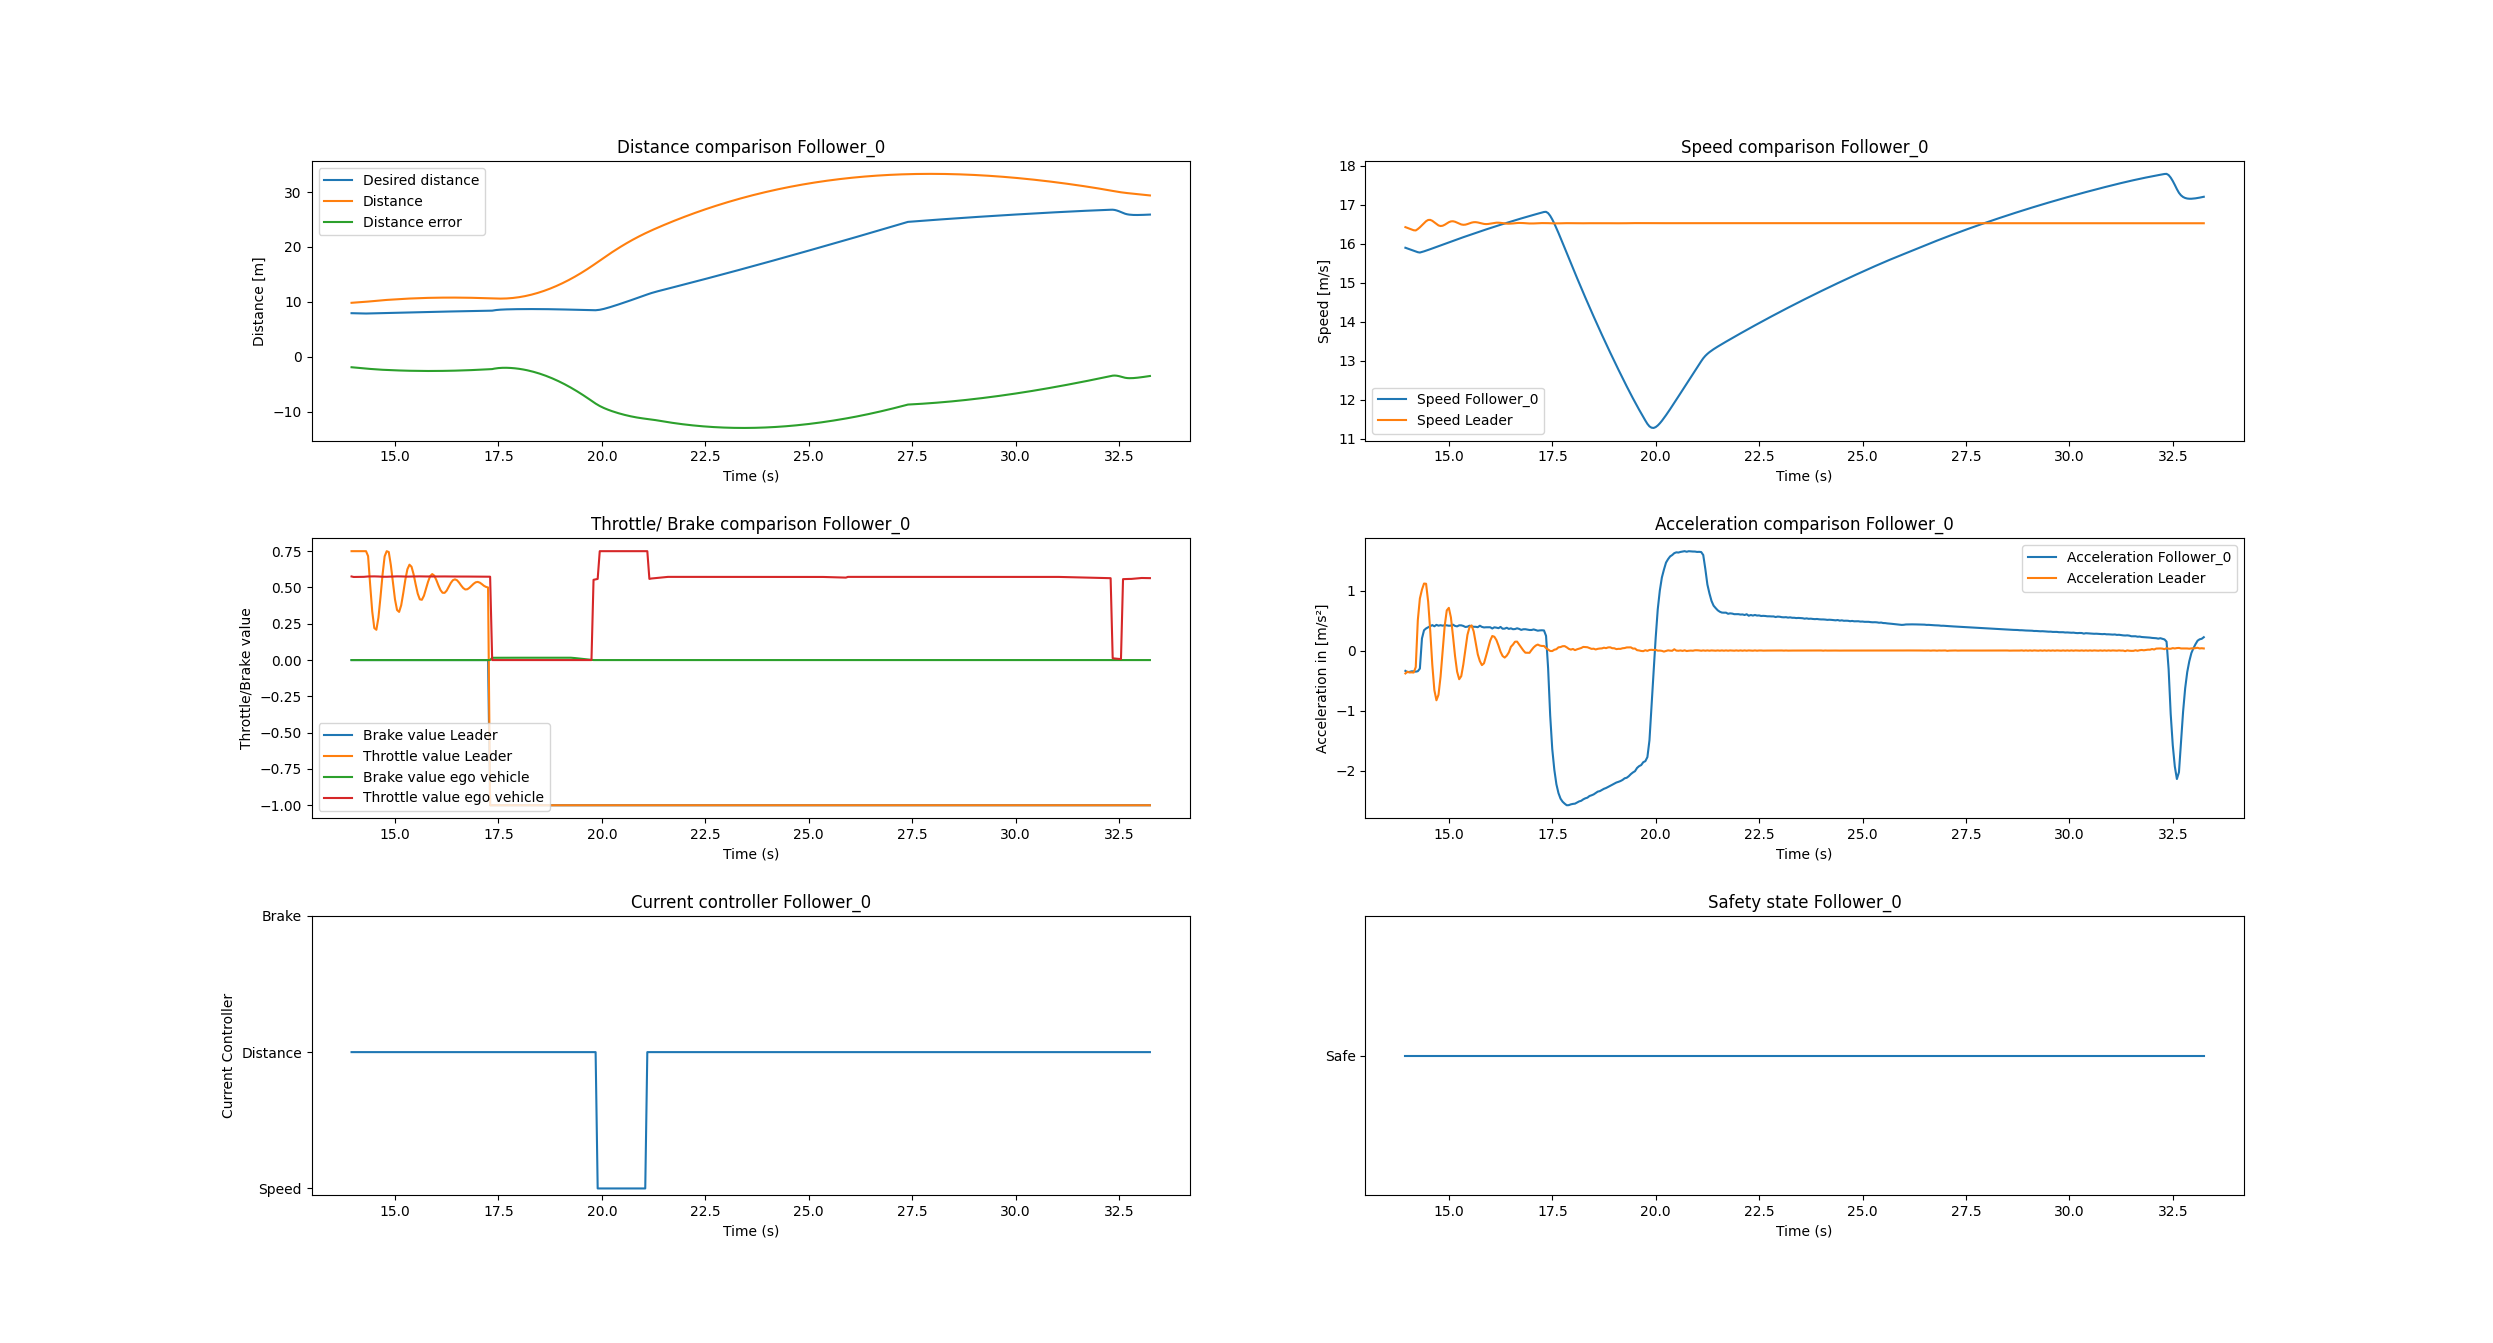 Distance comparison Follower_0
Desired distance
Distance
Distance error
Distance [m]
30
20
10
0
−10
15.0 17.5 20.0 22.5 25.0 27.5 30.0 32.5
Time (s)
Speed comparison Follower_0
Speed [m/s]
18
17
16
15
14
13
12
11
Speed Follower_0
Speed Leader
15.0 17.5 20.0 22.5 25.0 27.5 30.0 32.5
Time (s)
Throttle/ Brake comparison Follower_0
Throttle/Brake value
0.75
0.50
0.25
0.00
−0.25
−0.50
−0.75
−1.00
Brake value Leader
Throttle value Leader
Brake value ego vehicle
Throttle value ego vehicle
15.0 17.5 20.0 22.5 25.0 27.5 30.0 32.5
Time (s)
Acceleration comparison Follower_0
Acceleration Follower_0
Acceleration Leader
Acceleration in [m/s²]
1
0
−1
−2
15.0 17.5 20.0 22.5 25.0 27.5 30.0 32.5
Time (s)
Current controller Follower_0
Current Controller
Brake
Distance
Speed
15.0 17.5 20.0 22.5 25.0 27.5 30.0 32.5
Time (s)
Safety state Follower_0
Safe
15.0 17.5 20.0 22.5 25.0 27.5 30.0 32.5
Time (s)